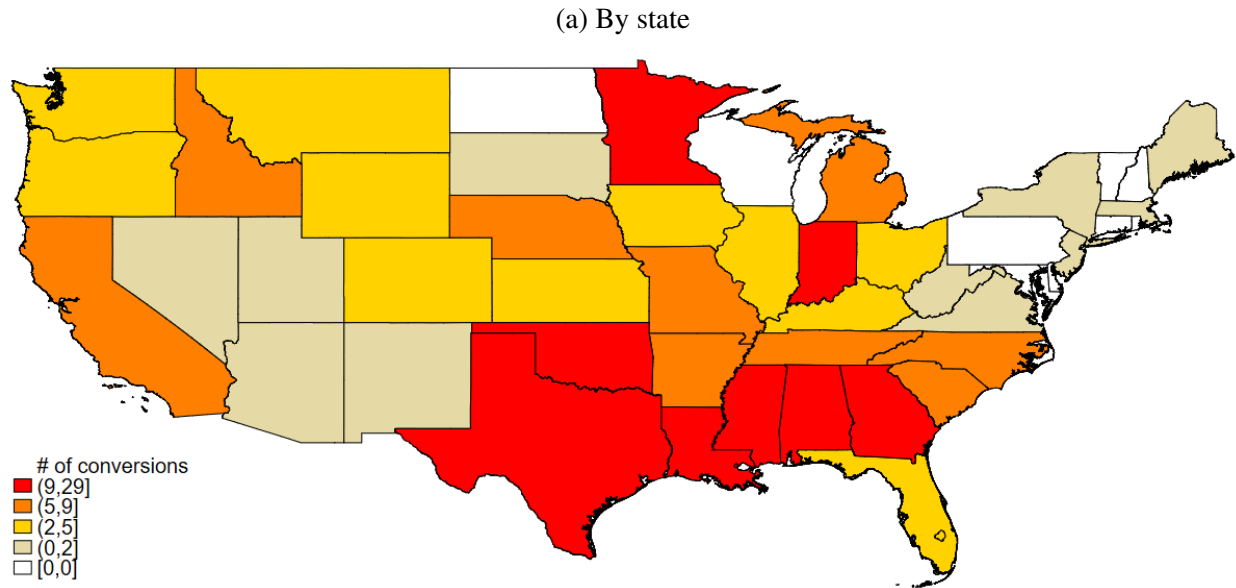 (a) By state
# of conversions
(9,29]
(5,9]
(2,5]
(0,2]
[0,0]